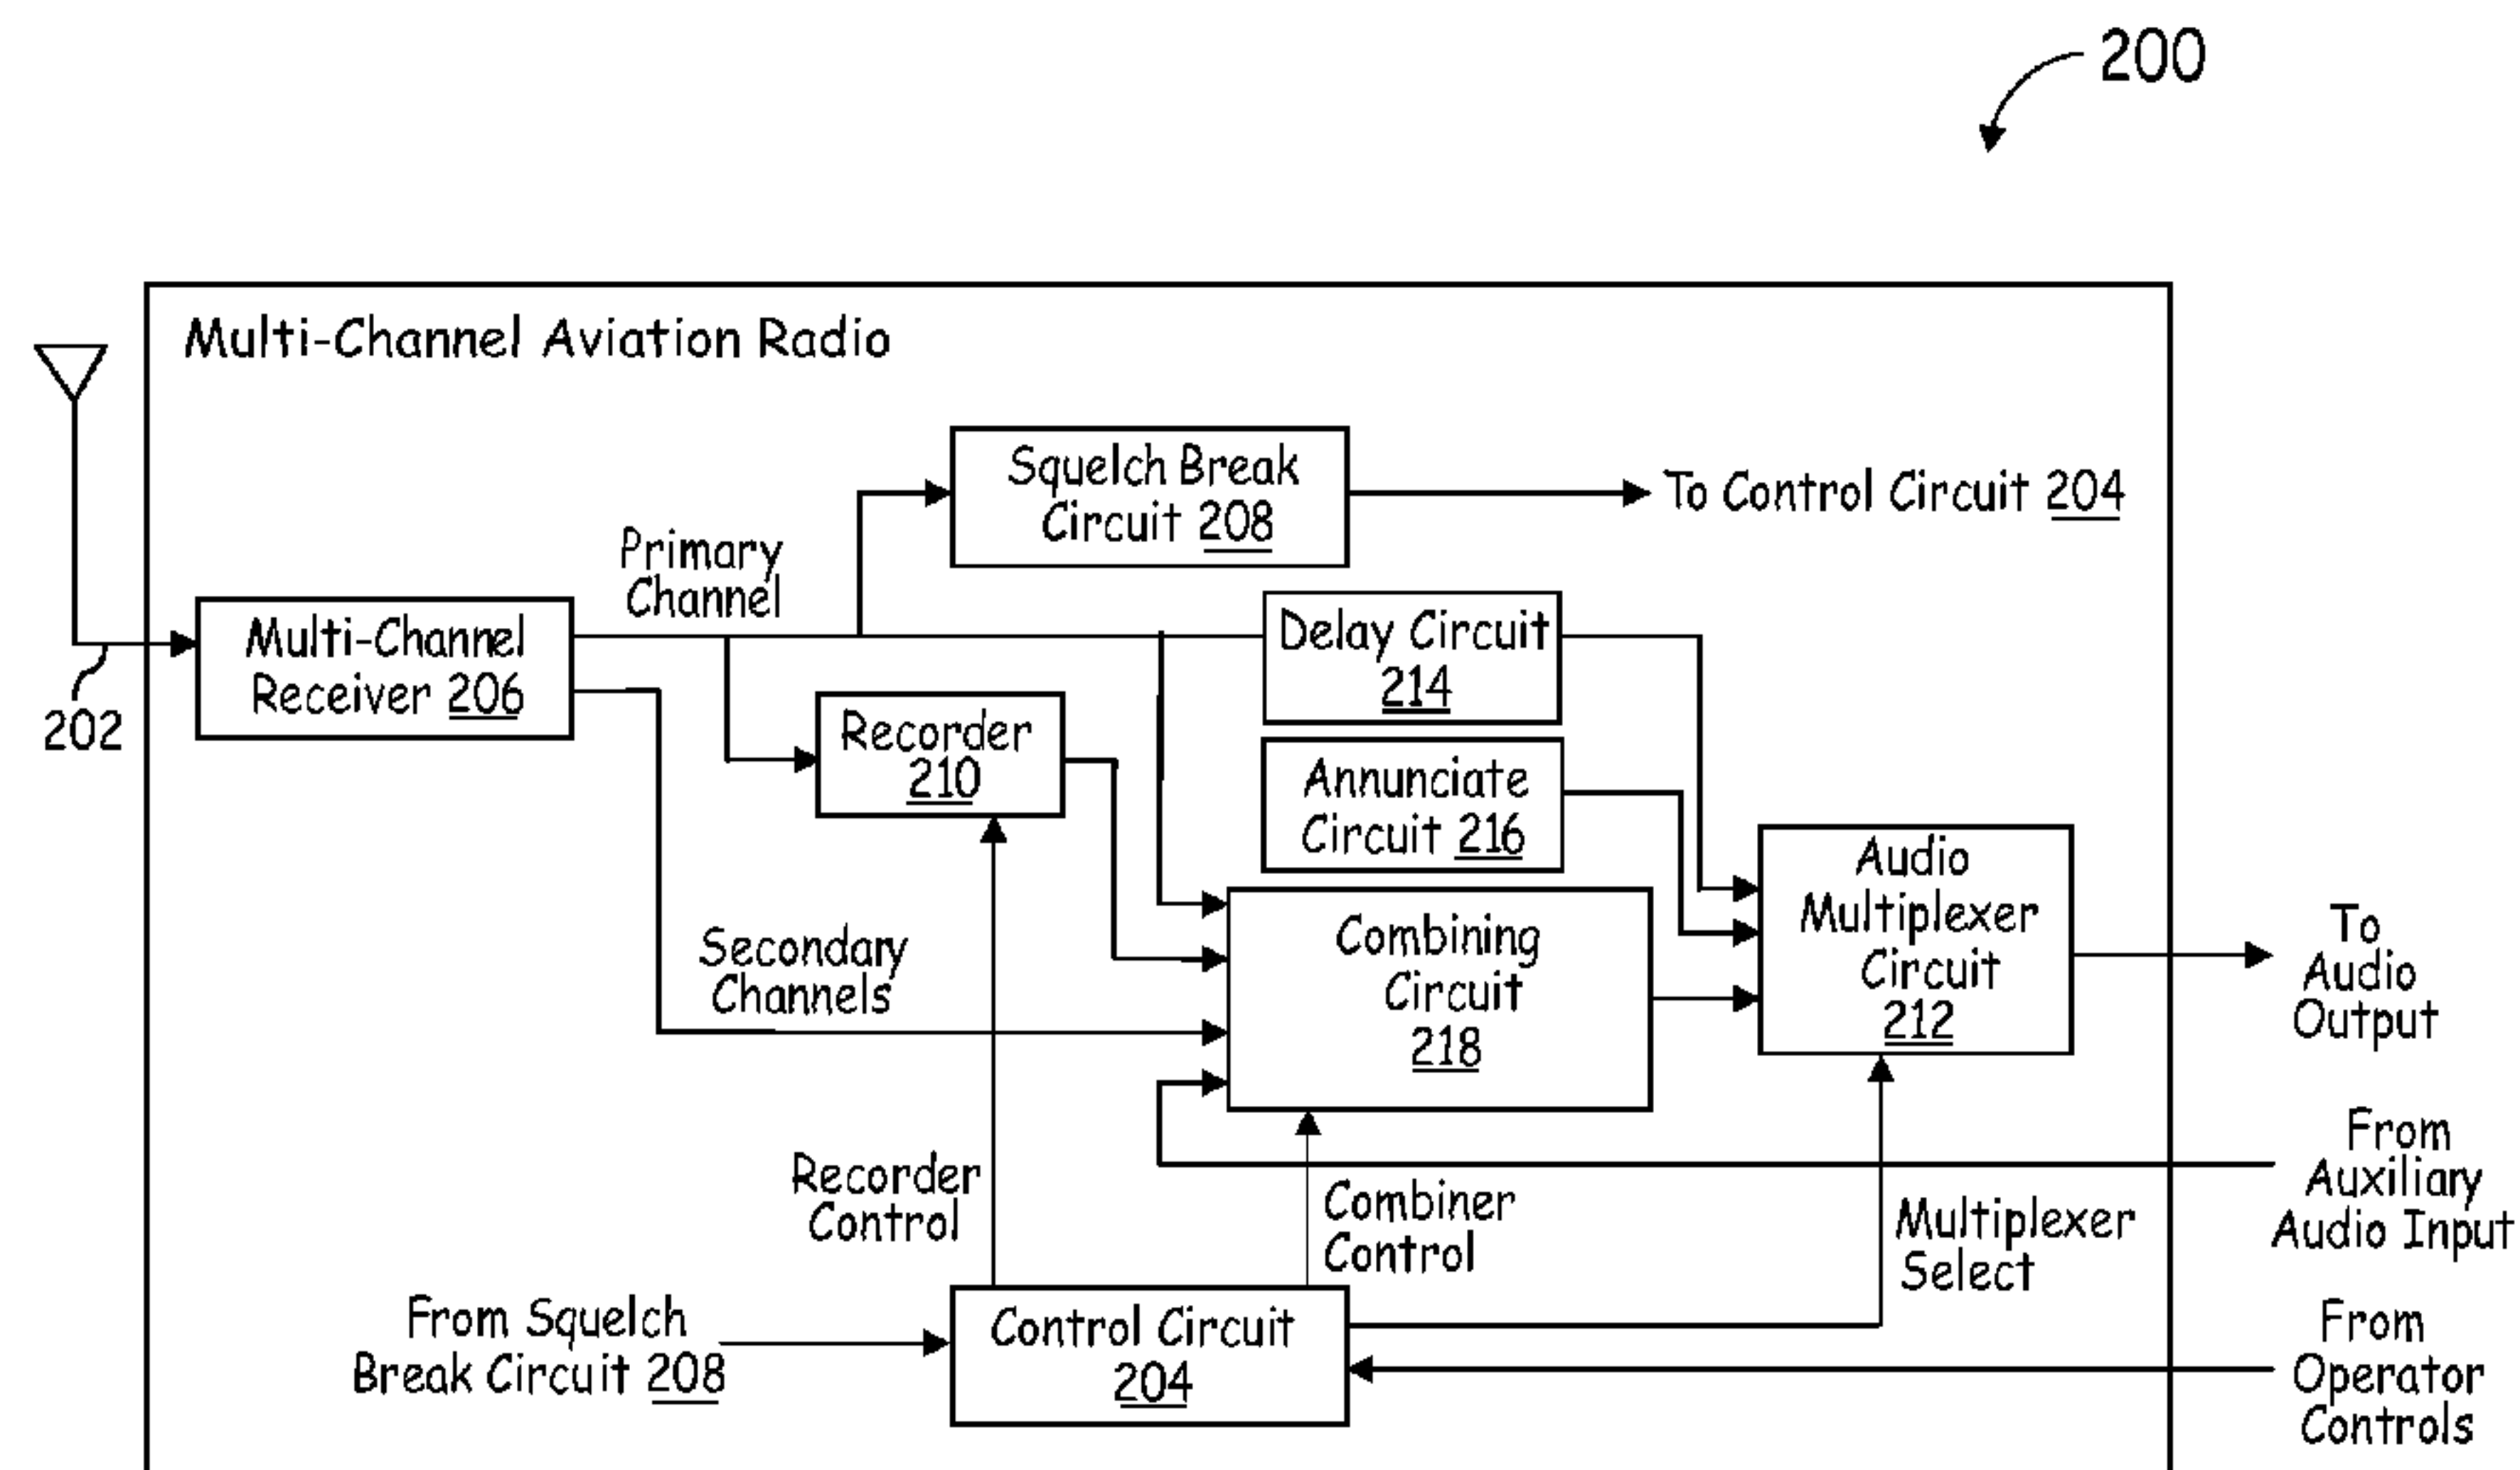 200
Multi-Channel Aviation Radio
Squelch Break
Circuit 208
To Control Circuit 204
Primary
Channel
Multi-Channel
Receiver 206
202
Delay Circuit
214
Recorder
210
Annunciate
Circuit 216
Audio
Multiplexer
Circuit
212
Secondary
Channels
Combining
Circuit
218
To
Audio
Output
From
Auxiliary
Audio Input
Recorder
Control
Combiner
Control
Multiplexer
Select
From Squelch
Break Circuit 208
Control Circuit
204
From
Operator
Controls